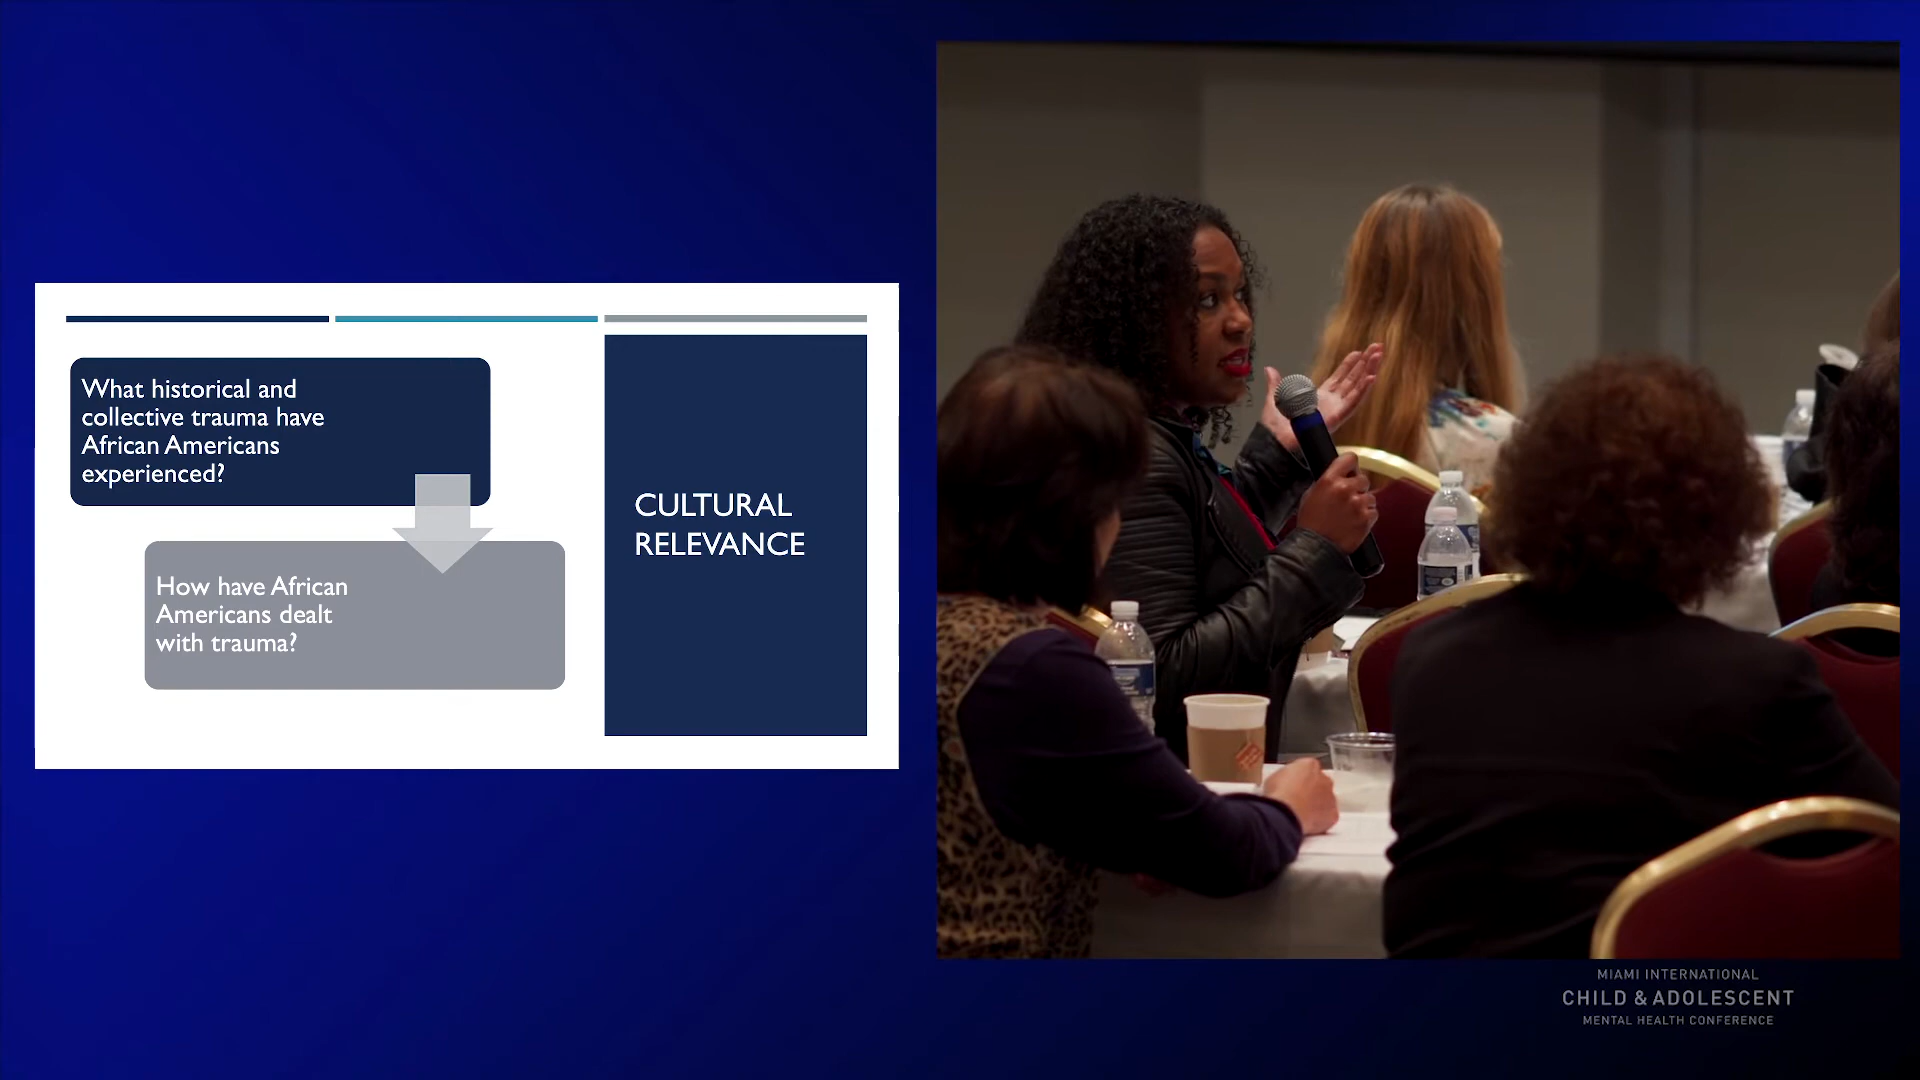 What historical and
collective trauma have
African Americans
experienced?
How have African
Americans dealt
with trauma?
CULTURAL
RELEVANCE
MIAMI INTERNATIONAL
CHILD & ADOLESCENT
MENTAL HEALTH CONFERENCE